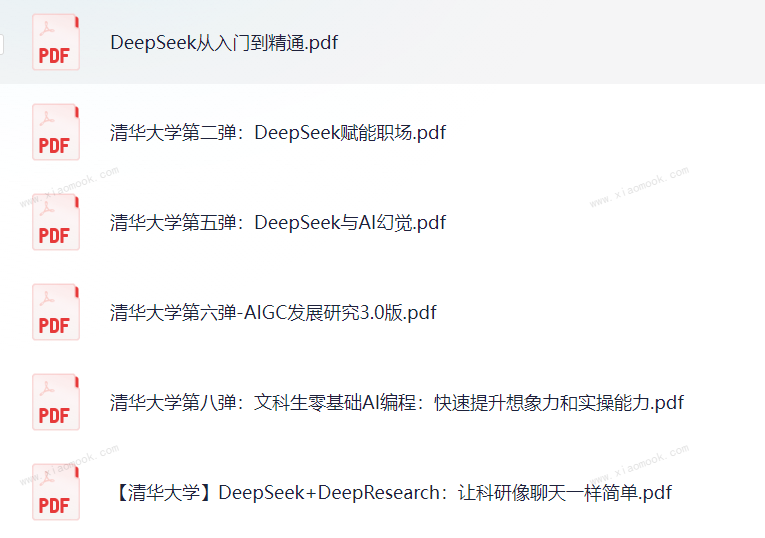 PDF DeepSeek从入门到精通.pdf
PDF 清华大学第二弹：DeepSeek赋能职场.pdf
www.xiaomook.com www.xiaomook.com
PDF 清华大学第五弹：DeepSeek与AI幻觉.pdf
PDF 清华大学第六弹-AIGC发展研究3.0版.pdf
PDF 清华大学第八弹：文科生零基础AI编程：快速提升想象力和实操能力.pdf
www.xiaomook.com www.xiaomook.com
PDF 【清华大学】DeepSeek+DeepResearch：让科研像聊天一样简单.pdf